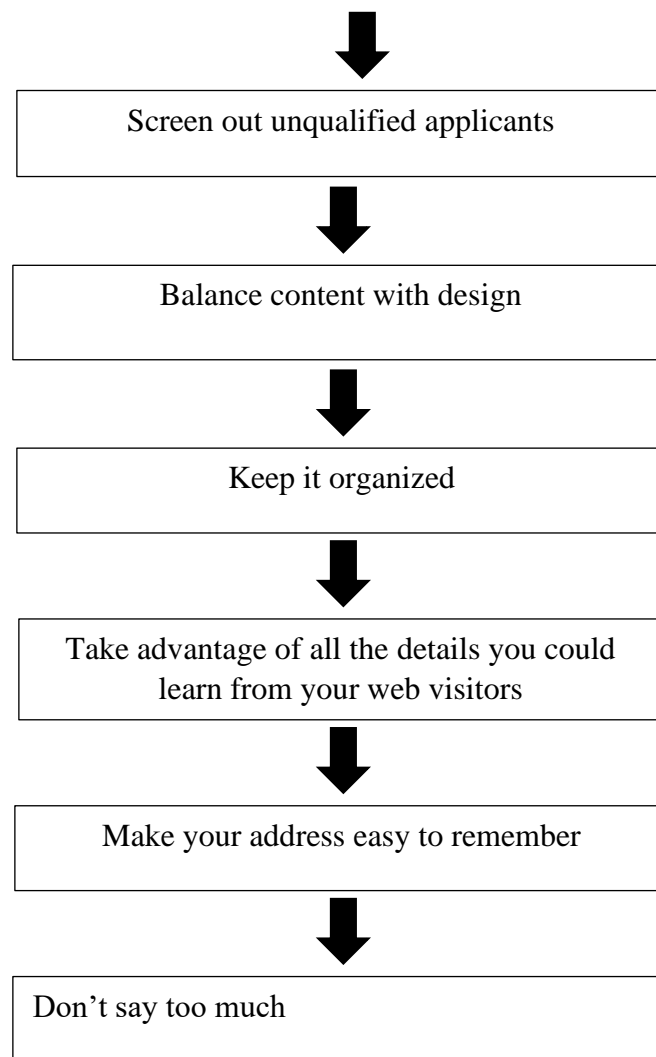 Screen out unqualified applicants
Balance content with design
Keep it organized
Take advantage of all the details you could
learn from your web visitors
Make your address easy to remember
Don’t say too much